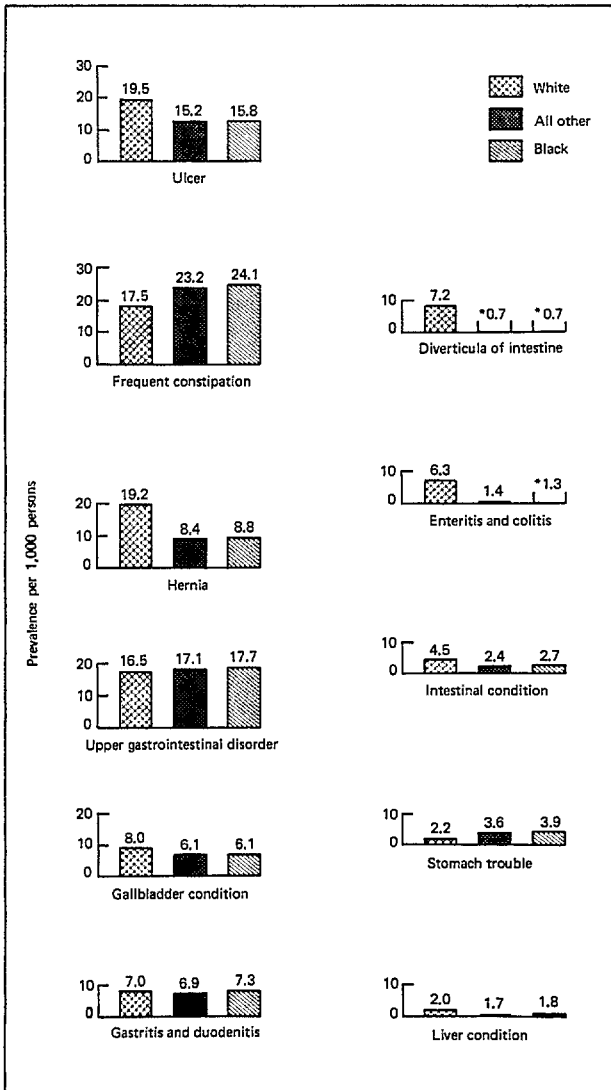 Prevalence per 1,000 persons
White
All other
Black
30
20
10
0
19.5 15.2 15.8
Ulcer
30
20
10
0
17.5 23.2 24.1
Frequent constipation
20
10
0
19.2 8.4 8.8
Hernia
20
10
0
16.5 17.1 17.7
Upper gastrointestinal disorder
20
10
0
8.0 6.1 6.1
Gallbladder condition
10
0
7.0 6.9 7.3
Gastritis and duodenitis
10
0
7.2 *0.7 *0.7
Diverticula of intestine
10
0
6.3 1.4 *1.3
Enteritis and colitis
10
0
4.5 2.4 2.7
Intestinal condition
10
0
2.2 3.6 3.9
Stomach trouble
10
0
2.0 1.7 1.8
Liver condition